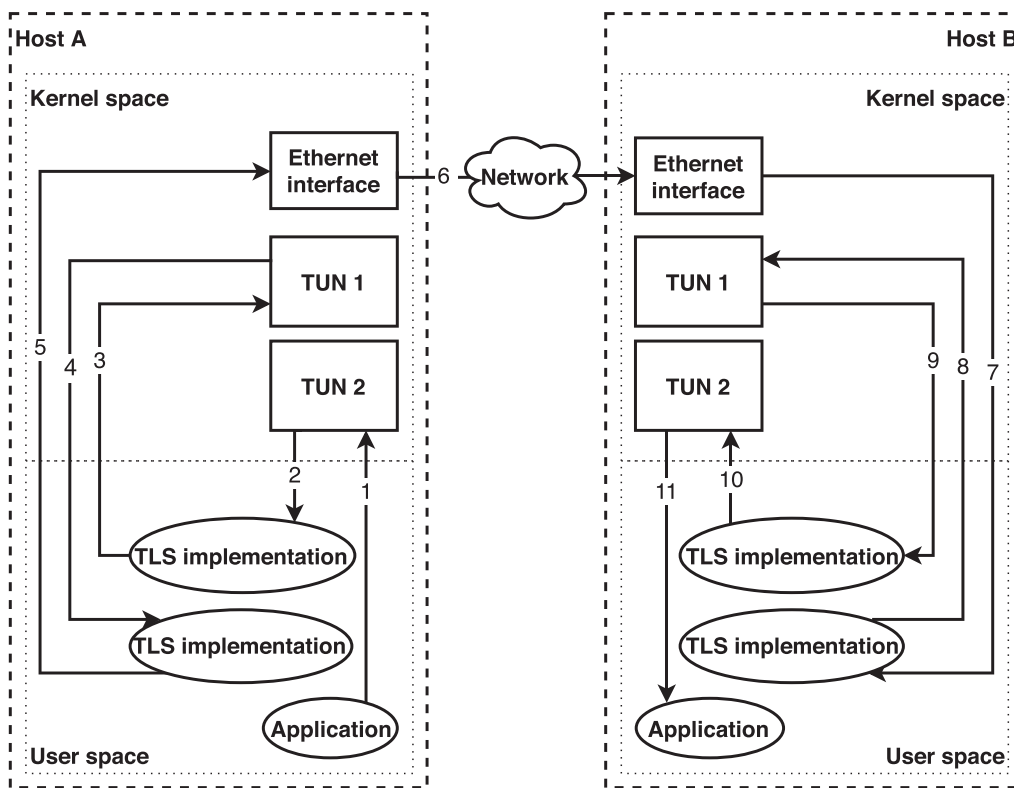 Host A
Kernel space
Ethernet
interface
TUN 1
TUN 2
5
4
3
2
1
TLS implementation
TLS implementation
Application
User space
6
Network
Host B
Kernel space
Ethernet
interface
TUN 1
TUN 2
9
8
7
11
10
TLS implementation
TLS implementation
Application
User space